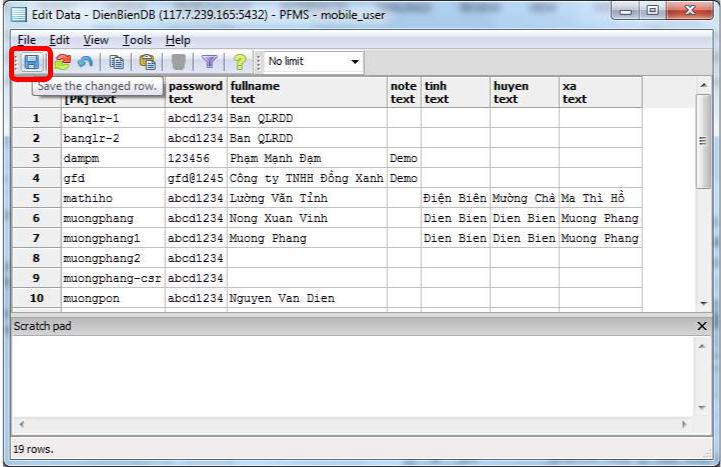 Edit Data - DienBienDB (117.7.239.165:5432) - PFMS - mobile_user
File Edit View Tools Help
No limit
Save the changed row.
password fullname note tinh huyen xa
[PK] text text text text text text text
1 banqlr-1 abcd1234 Ban QLRDD
2 banqlr-2 abcd1234 Ban QLRDD
3 dampm 123456 Phạm Mạnh Đạm Demo
4 gfd gfd@1245 Công ty TNHH Đồng Xanh Demo
5 mathiho abcd1234 Lường Văn Tỉnh Điện Biên Mường Chà Ma Thì Hồ
6 muongphang abcd1234 Nong Xuan Vinh Dien Bien Dien Bien Muong Phang
7 muongphang1 abcd1234 Muong Phang Dien Bien Dien Bien Muong Phang
8 muongphang2 abcd1234
9 muongphang-csr abcd1234
10 muongpon abcd1234 Nguyen Van Dien
Scratch pad
19 rows.